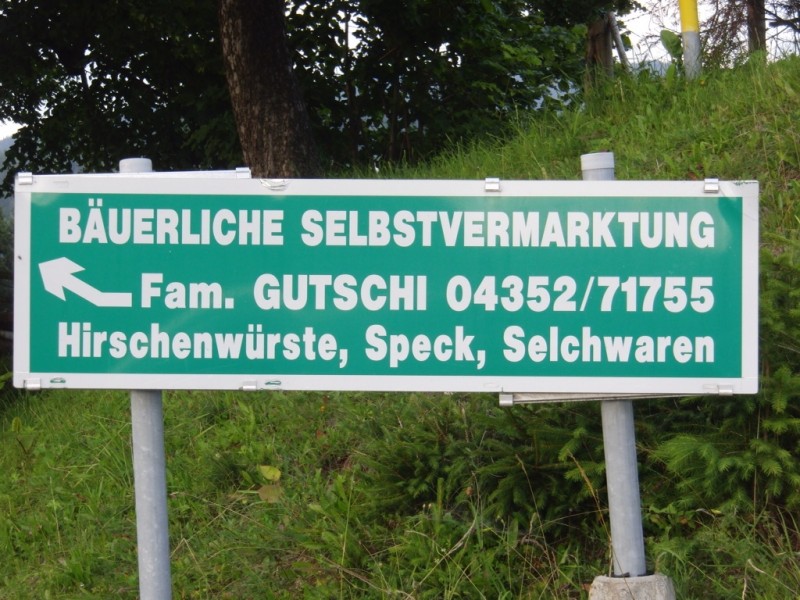 BÄUERLICHE SELBSTVERMARKTUNG
Fam. GUTSCHI 04352/71755
Hirschenwürste, Speck, Selchwaren